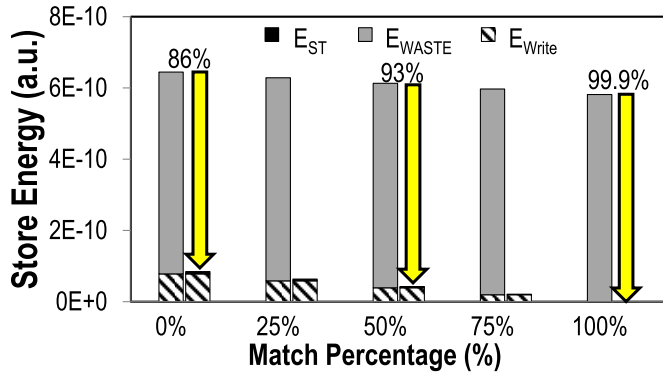 8E-10
E_ST E_WASTE E_Write
86% 93% 99.9%
6E-10
4E-10
2E-10
0E+0
Store Energy (a.u.)
0% 25% 50% 75% 100%
Match Percentage (%)